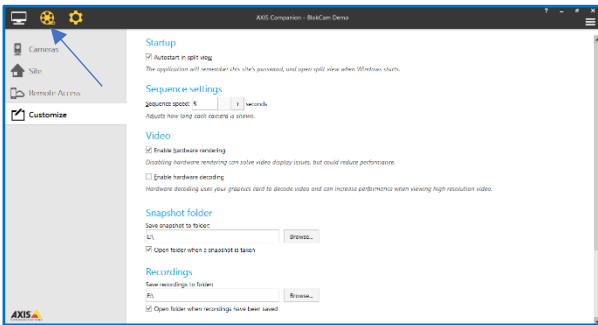 AXIS Companion - BlokCam Demo
?
Cameras
Site
Remote Access
Customize
Startup
Autostart in split view
The application will remember this site's password, and open split view when Windows starts.
Sequence settings
Sequence speed: 5 seconds
Adjusts how long each camera is shown.
Video
Enable hardware rendering
Disabling hardware rendering can solve video display issues, but could reduce performance.
Enable hardware decoding
Hardware decoding uses your graphics card to decode video and can increase performance when viewing high resolution video.
Snapshot folder
Save snapshot to folder:
E:\ Browse...
Open folder when a snapshot is taken
Recordings
Save recordings to folder:
E:\ Browse...
Open folder when recordings have been saved
AXIS